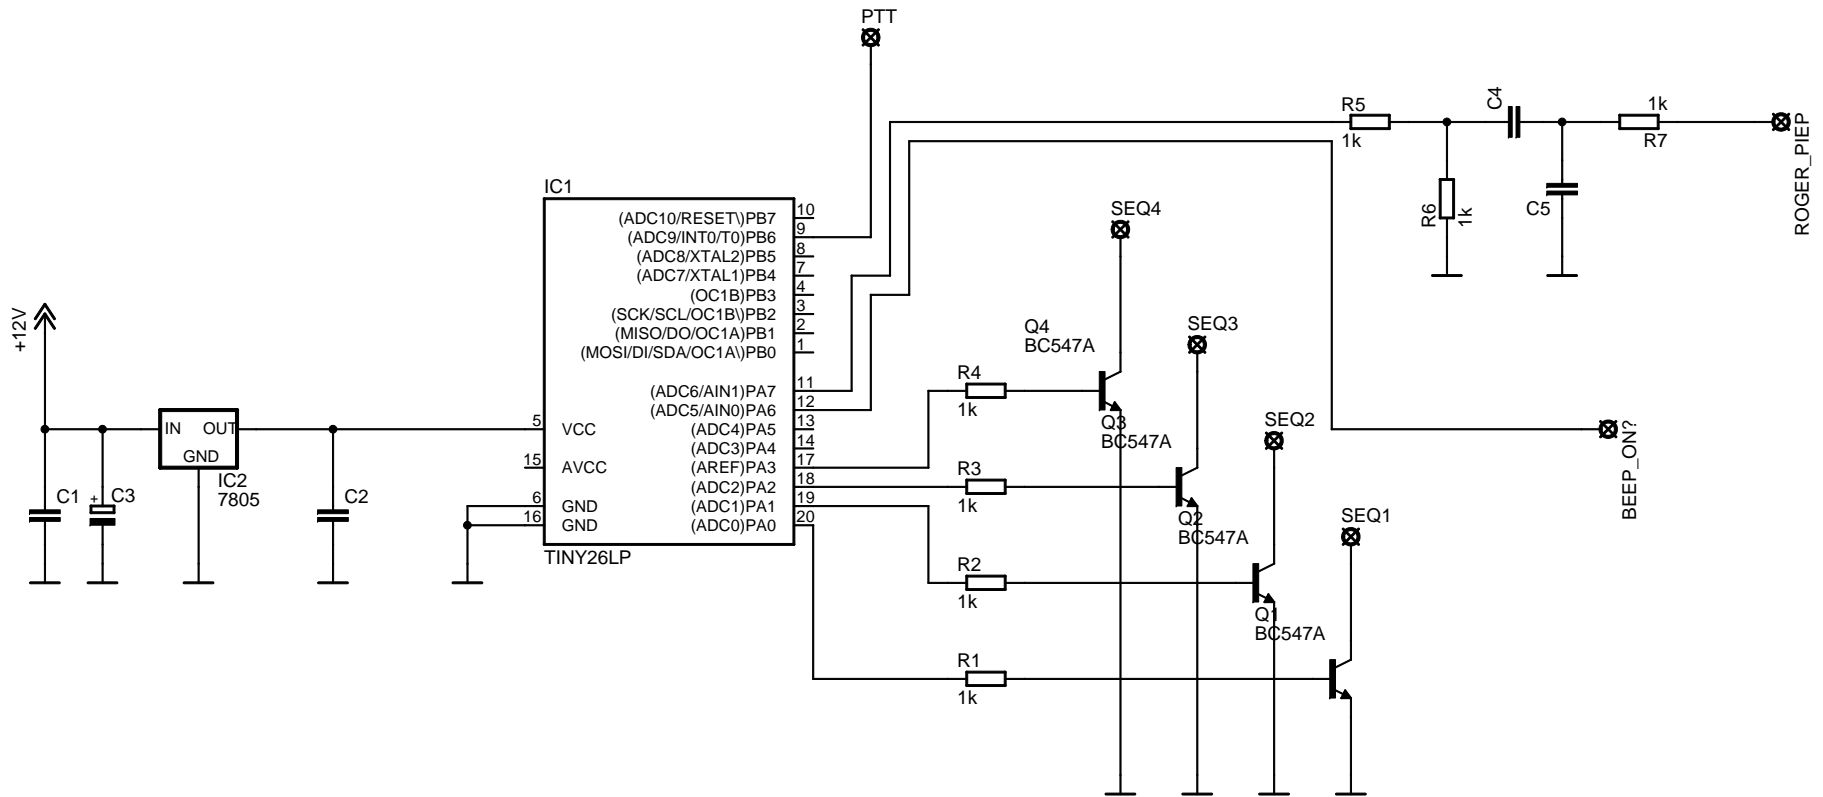 PTT
C4
R5
1k
1k
R7
ROGER_PIEP
R6
1k
C5
IC1
(ADC10/RESET\)PB7
10
(ADC9/INT0/T0)PB6
9
(ADC8/XTAL2)PB5
8
(ADC7/XTAL1)PB4
7
(OC1B)PB3
4
(SCK/SCL/OC1B\)PB2
3
(MISO/DO/OC1A)PB1
2
(MOSI/DI/SDA/OC1A\)PB0
1
(ADC6/AIN1)PA7
11
(ADC5/AIN0)PA6
12
(ADC4)PA5
13
(ADC3)PA4
14
(AREF)PA3
17
(ADC2)PA2
18
(ADC1)PA1
19
(ADC0)PA0
20
5
VCC
15
AVCC
6
GND
16
GND
TINY26LP
+12V
IN
OUT
GND
IC2
7805
C1
+
C3
C2
SEQ4
Q4
BC547A
R4
1k
SEQ3
Q3
BC547A
R3
1k
SEQ2
Q2
BC547A
R2
1k
SEQ1
Q1
BC547A
R1
1k
BEEP_ON?